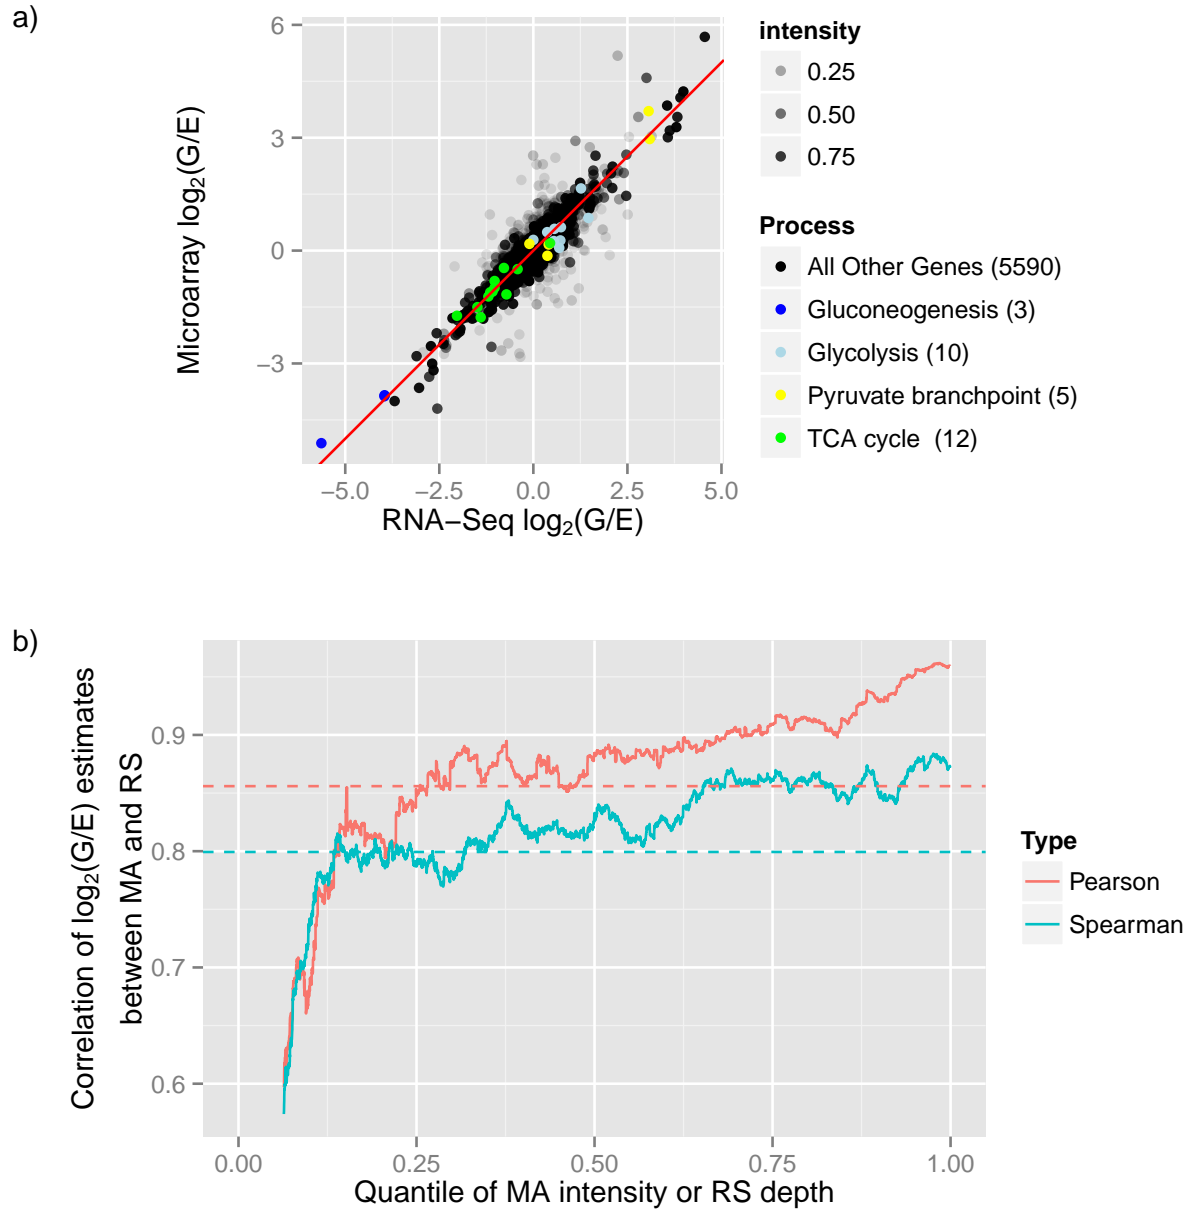 a)
6
3
0
−3
Microarray log2(G/E)
−5.0 −2.5 0.0 2.5 5.0
RNA−Seq log2(G/E)
intensity
0.25
0.50
0.75
Process
All Other Genes (5590)
Gluconeogenesis (3)
Glycolysis (10)
Pyruvate branchpoint (5)
TCA cycle (12)
b)
Correlation of log2(G/E) estimates
between MA and RS
0.9
0.8
0.7
0.6
0.00 0.25 0.50 0.75 1.00
Quantile of MA intensity or RS depth
Type
Pearson
Spearman